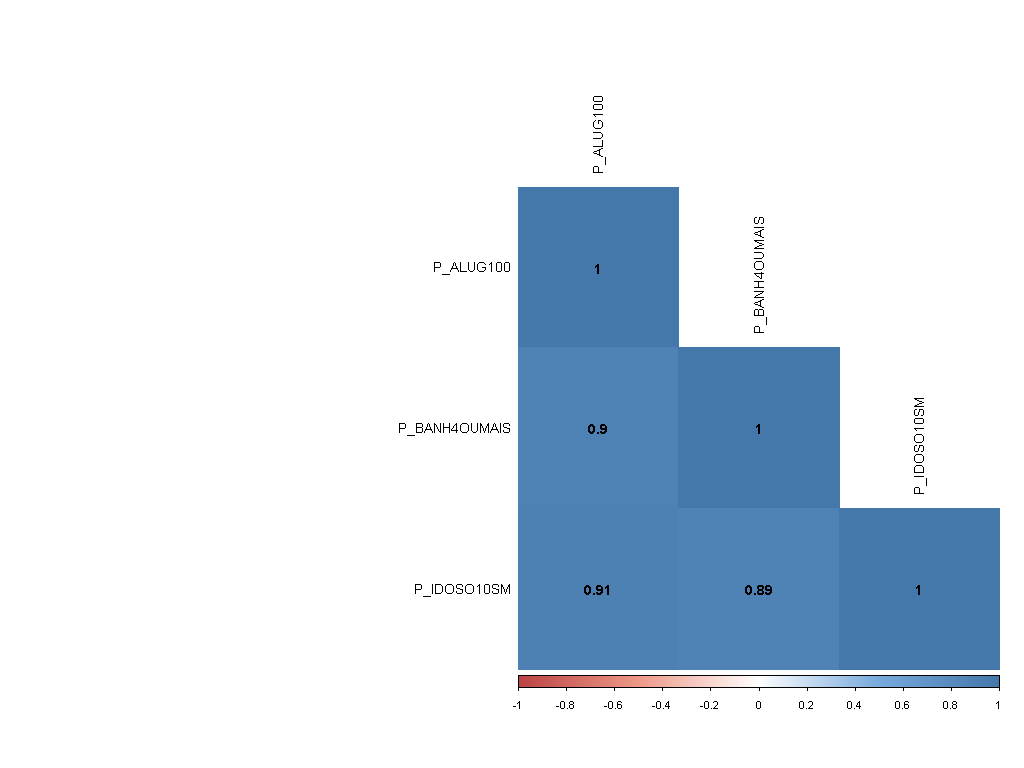 P_ALUG100
P_BANH4OUMAIS
P_IDOSO10SM
P_ALUG100 1
P_BANH4OUMAIS 0.9 1
P_IDOSO10SM 0.91 0.89 1
-1 -0.8 -0.6 -0.4 -0.2 0 0.2 0.4 0.6 0.8 1